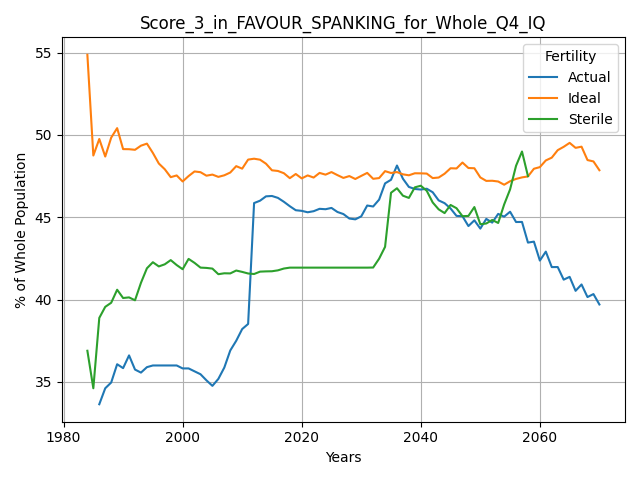 Score_3_in_FAVOUR_SPANKING_for_Whole_Q4_IQ
Fertility
Actual
Ideal
Sterile
% of Whole Population
55
50
45
40
35
1980
2000
2020
2040
2060
Years